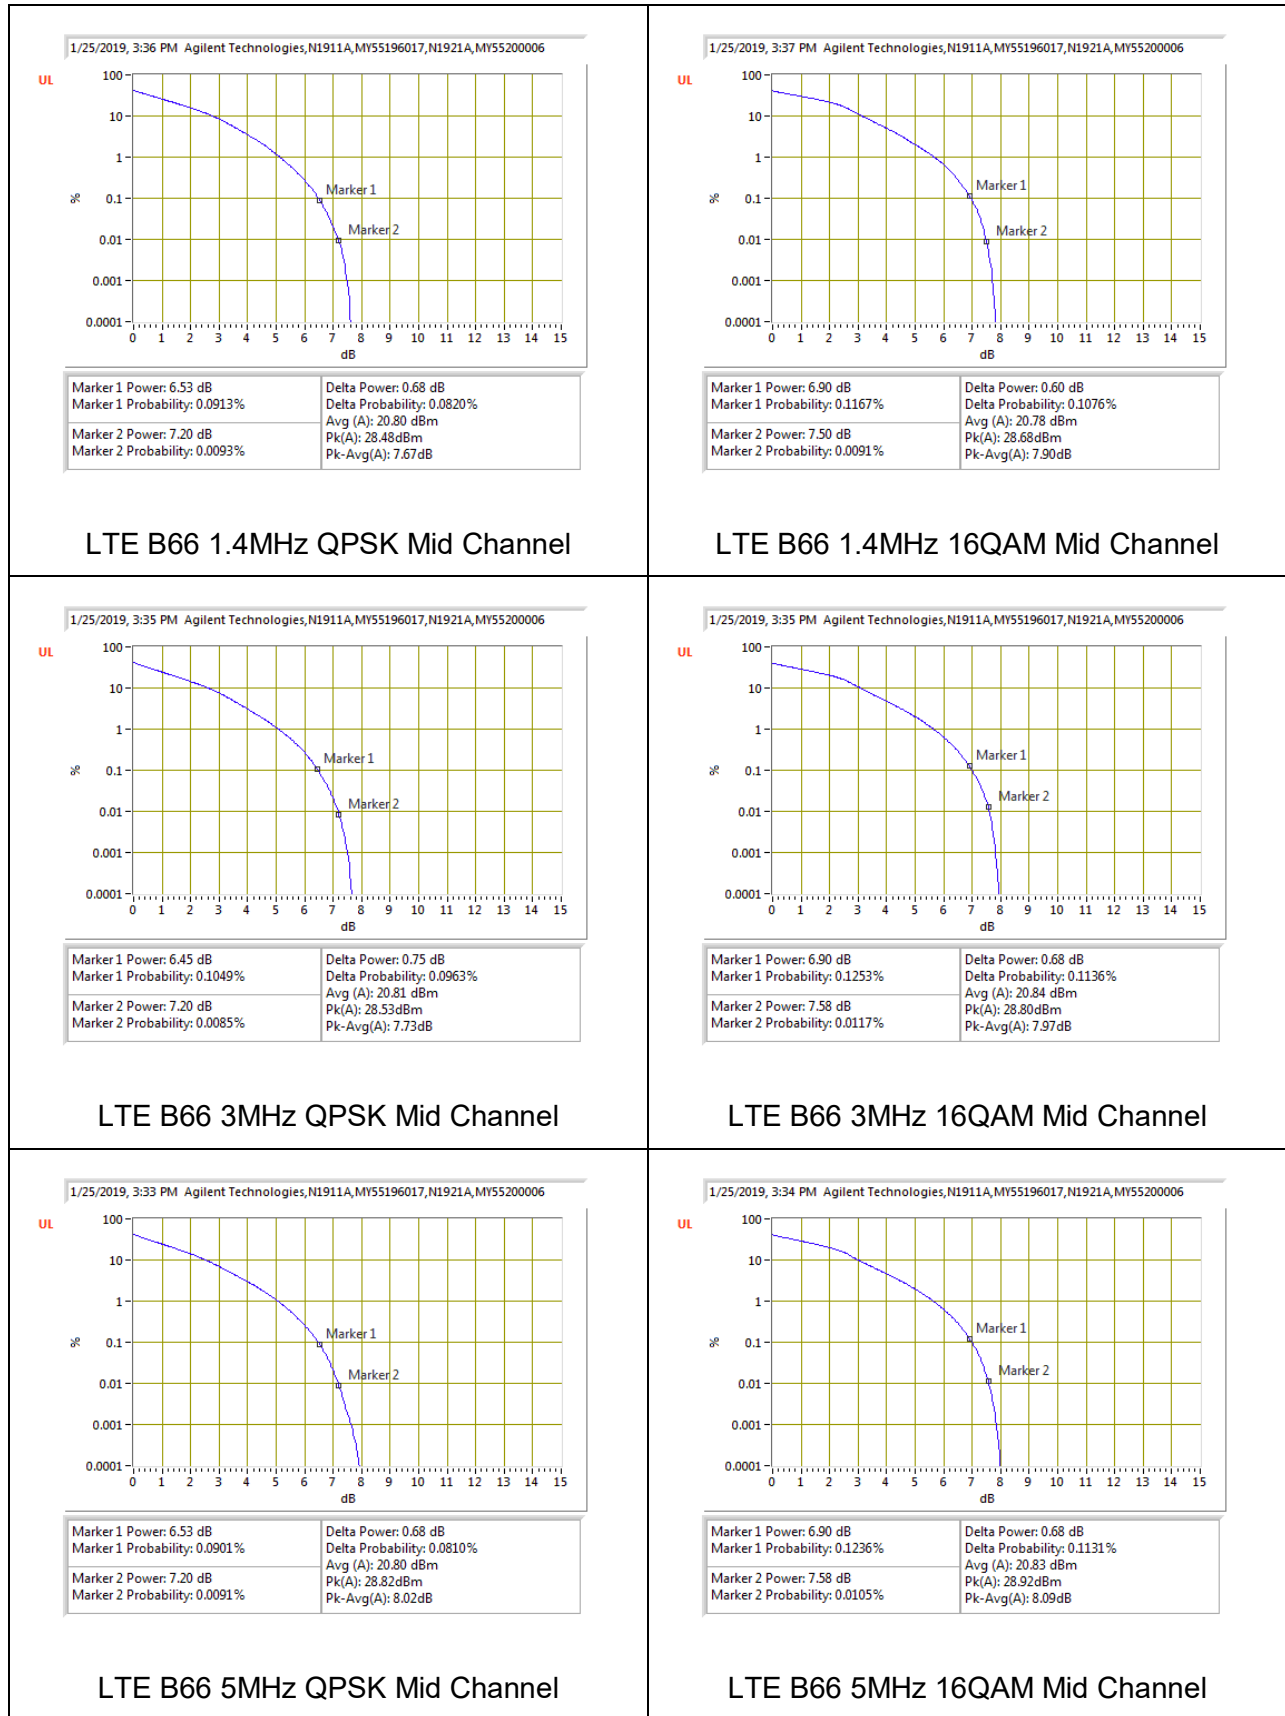 1/25/2019, 3:36 PM  Agilent Technologies,N1911A,MY55196017,N1921A,MY55200006
UL
100
10
1
%
0.1
0.01
0.001
0.0001
Marker 1
Marker 2
0 1 2 3 4 5 6 7 8 9 10 11 12 13 14 15
dB
Marker 1 Power: 6.53 dB
Marker 1 Probability: 0.0913%
Marker 2 Power: 7.20 dB
Marker 2 Probability: 0.0093%
Delta Power: 0.68 dB
Delta Probability: 0.0820%
Avg (A): 20.80 dBm
Pk(A): 28.48dBm
Pk-Avg(A): 7.67dB
LTE B66 1.4MHz QPSK Mid Channel
1/25/2019, 3:37 PM  Agilent Technologies,N1911A,MY55196017,N1921A,MY55200006
UL
100
10
1
%
0.1
0.01
0.001
0.0001
Marker 1
Marker 2
0 1 2 3 4 5 6 7 8 9 10 11 12 13 14 15
dB
Marker 1 Power: 6.90 dB
Marker 1 Probability: 0.1167%
Marker 2 Power: 7.50 dB
Marker 2 Probability: 0.0091%
Delta Power: 0.60 dB
Delta Probability: 0.1076%
Avg (A): 20.78 dBm
Pk(A): 28.68dBm
Pk-Avg(A): 7.90dB
LTE B66 1.4MHz 16QAM Mid Channel
1/25/2019, 3:35 PM  Agilent Technologies,N1911A,MY55196017,N1921A,MY55200006
UL
100
10
1
%
0.1
0.01
0.001
0.0001
Marker 1
Marker 2
0 1 2 3 4 5 6 7 8 9 10 11 12 13 14 15
dB
Marker 1 Power: 6.45 dB
Marker 1 Probability: 0.1049%
Marker 2 Power: 7.20 dB
Marker 2 Probability: 0.0085%
Delta Power: 0.75 dB
Delta Probability: 0.0963%
Avg (A): 20.81 dBm
Pk(A): 28.53dBm
Pk-Avg(A): 7.73dB
LTE B66 3MHz QPSK Mid Channel
1/25/2019, 3:35 PM  Agilent Technologies,N1911A,MY55196017,N1921A,MY55200006
UL
100
10
1
%
0.1
0.01
0.001
0.0001
Marker 1
Marker 2
0 1 2 3 4 5 6 7 8 9 10 11 12 13 14 15
dB
Marker 1 Power: 6.90 dB
Marker 1 Probability: 0.1253%
Marker 2 Power: 7.58 dB
Marker 2 Probability: 0.0117%
Delta Power: 0.68 dB
Delta Probability: 0.1136%
Avg (A): 20.84 dBm
Pk(A): 28.80dBm
Pk-Avg(A): 7.97dB
LTE B66 3MHz 16QAM Mid Channel
1/25/2019, 3:33 PM  Agilent Technologies,N1911A,MY55196017,N1921A,MY55200006
UL
100
10
1
%
0.1
0.01
0.001
0.0001
Marker 1
Marker 2
0 1 2 3 4 5 6 7 8 9 10 11 12 13 14 15
dB
Marker 1 Power: 6.53 dB
Marker 1 Probability: 0.0901%
Marker 2 Power: 7.20 dB
Marker 2 Probability: 0.0091%
Delta Power: 0.68 dB
Delta Probability: 0.0810%
Avg (A): 20.80 dBm
Pk(A): 28.82dBm
Pk-Avg(A): 8.02dB
LTE B66 5MHz QPSK Mid Channel
1/25/2019, 3:34 PM  Agilent Technologies,N1911A,MY55196017,N1921A,MY55200006
UL
100
10
1
%
0.1
0.01
0.001
0.0001
Marker 1
Marker 2
0 1 2 3 4 5 6 7 8 9 10 11 12 13 14 15
dB
Marker 1 Power: 6.90 dB
Marker 1 Probability: 0.1236%
Marker 2 Power: 7.58 dB
Marker 2 Probability: 0.0105%
Delta Power: 0.68 dB
Delta Probability: 0.1131%
Avg (A): 20.83 dBm
Pk(A): 28.92dBm
Pk-Avg(A): 8.09dB
LTE B66 5MHz 16QAM Mid Channel